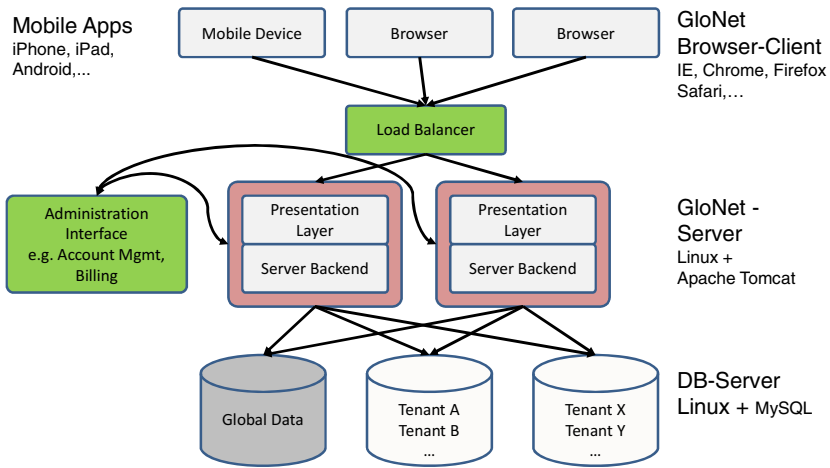 Mobile Apps
iPhone, iPad,
Android,...
Mobile Device
Browser
Browser
GloNet
Browser-Client
IE, Chrome, Firefox
Safari,...
Load Balancer
Administration
Interface
e.g. Account Mgmt,
Billing
Presentation
Layer
Server Backend
Presentation
Layer
Server Backend
GloNet -
Server
Linux +
Apache Tomcat
Global Data
Tenant A
Tenant B
...
Tenant X
Tenant Y
...
DB-Server
Linux + MySQL